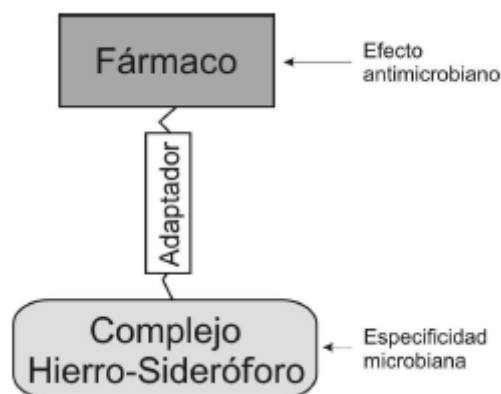 Fármaco
Efecto
antimicrobiano
Adaptador
Complejo
Hierro-Sideróforo
Especificidad
microbiana